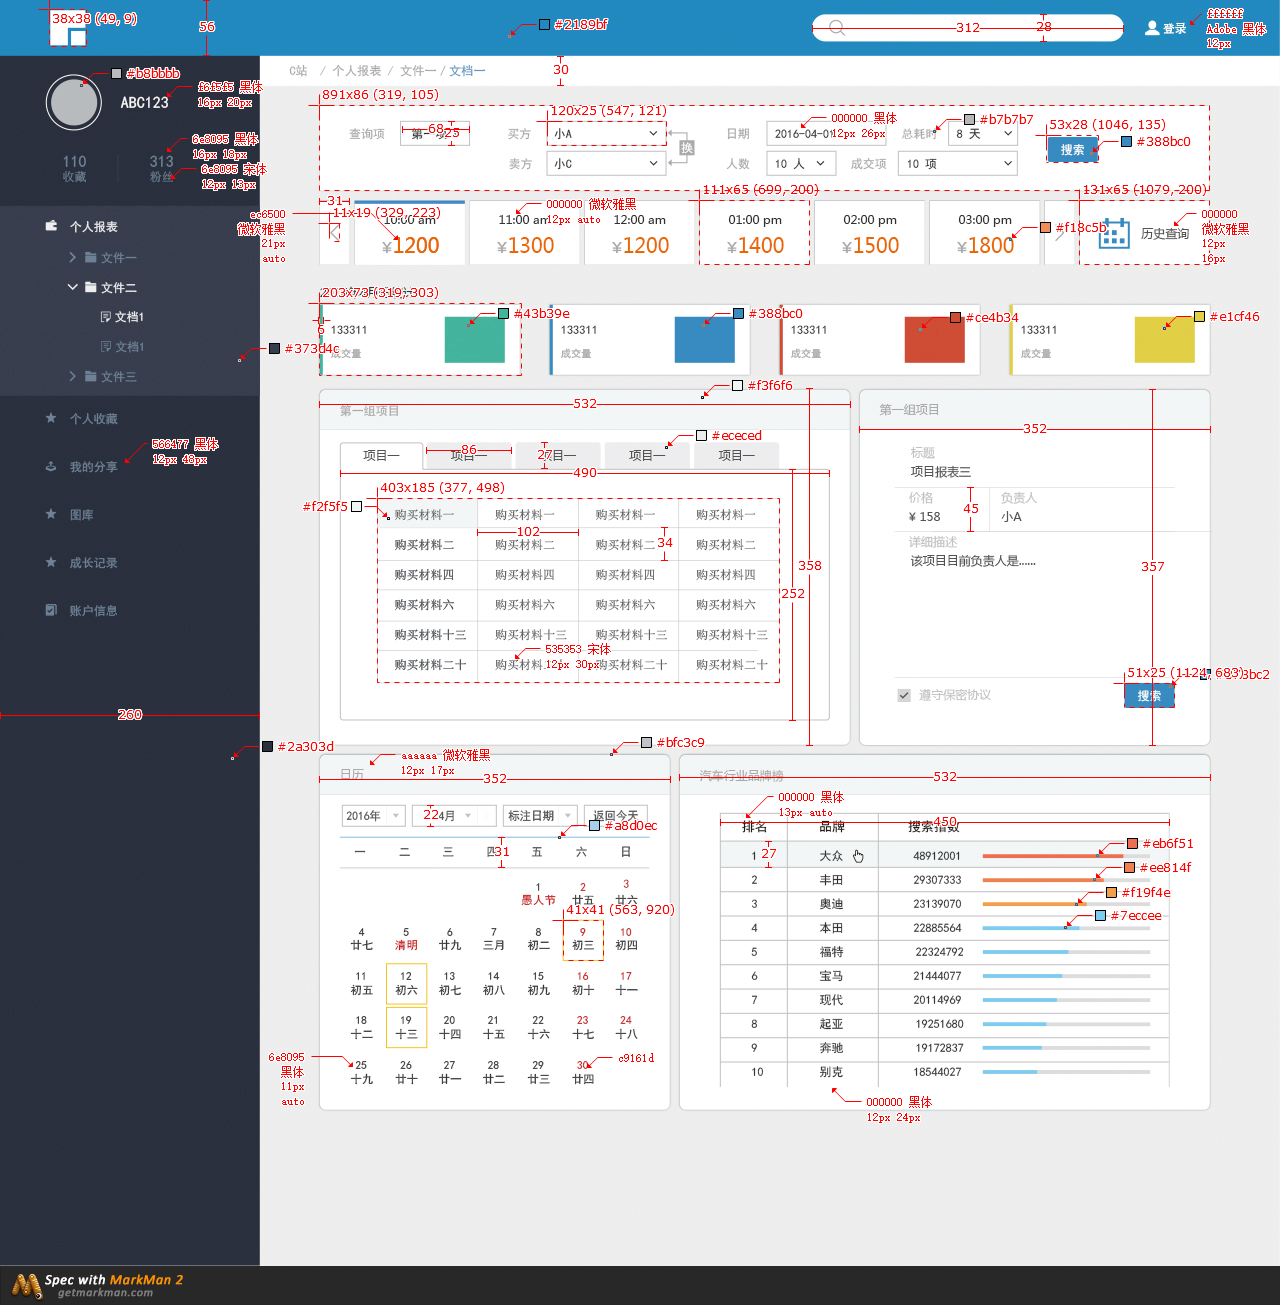 38x38 (49, 9)
56
#2189bf
312
28
登录
ffffff
Adobe 黑体
12px
#b8bbbb
ABC123
f6f5f5 黑体
16px 20px
6e8095 黑体
16px 18px
110
收藏
313
粉丝
6e8095 宋体
12px 13px
C站 / 个人报表 / 文件一 / 文档一
30
891x86 (319, 105)
查询项
68
25
买方
120x25 (547, 121)
小A
卖方
小C
换
日期
2016-04-01
000000 黑体
12px 26px
总耗时
#b7b7b7
8 天
人数
10 人
成交项
10 项
53x28 (1046, 135)
搜索
#388bc0
31
11x19 (329, 223)
ec6500
微软雅黑
21px
auto
10:00 am
¥1200
11:00 am
¥1300
000000 微软雅黑
12px auto
12:00 am
¥1200
111x65 (699, 200)
01:00 pm
¥1400
02:00 pm
¥1500
03:00 pm
¥1800
#f18c5b
131x65 (1079, 200)
历史查询
000000
微软雅黑
12px
16px
个人报表
文件一
文件二
文档1
文档1
文件三
#373d4c
个人收藏
我的分享
566477 黑体
12px 48px
图库
成长记录
账户信息
260
#2a303d
203x73 (319, 303)
6
133311
成交量
#43b39e
133311
成交量
#388bc0
133311
成交量
#ce4b34
133311
成交量
#e1cf46
#f3f6f6
532
第一组项目
项目一
86
项目一
27
项目一
项目一
#ececed
项目一
490
403x185 (377, 498)
#f2f5f5
购买材料一 购买材料一 购买材料一 购买材料一
102
34
购买材料二 购买材料二 购买材料二 购买材料二
购买材料四 购买材料四 购买材料四 购买材料四
购买材料六 购买材料六 购买材料六 购买材料六
购买材料十三 购买材料十三 购买材料十三 购买材料十三
购买材料二十 购买材料二十 购买材料二十
535353 宋体
12px 30px
358
252
第一组项目
352
标题
项目报表三
价格
¥ 158
45
负责人
小A
详细描述
该项目目前负责人是......
357
遵守保密协议
51x25 (1124, 683)
搜索
#bfc3c9
日历
aaaaaa 微软雅黑
12px 17px
352
2016年
22
4月
标注日期
返回今天
#a8d0ec
一 二 三 四 五 六 日
31
1 2 3
愚人节 廿五 廿六
41x41 (563, 920)
4 5 6 7 8 9 10
廿七 清明 廿九 三月 初二 初三 初四
11 12 13 14 15 16 17
初五 初六 初七 初八 初九 初十 十一
18 19 20 21 22 23 24
十二 十三 十四 十五 十六 十七 十八
25 26 27 28 29 30
十九 廿十 廿一 廿二 廿三 廿四
6e8095
黑体
11px
auto
c9161d
汽车行业品牌榜
532
000000 黑体
13px auto
450
排名 品牌 搜索指数
27
1 大众 48912001
2 丰田 29307333
3 奥迪 23139070
4 本田 22885564
5 福特 22324792
6 宝马 21444077
7 现代 20114969
8 起亚 19251680
9 奔驰 19172837
10 别克 18544027
#eb6f51
#ee814f
#f19f4e
#7eccee
000000 黑体
12px 24px
Spec with MarkMan 2
getmarkman.com